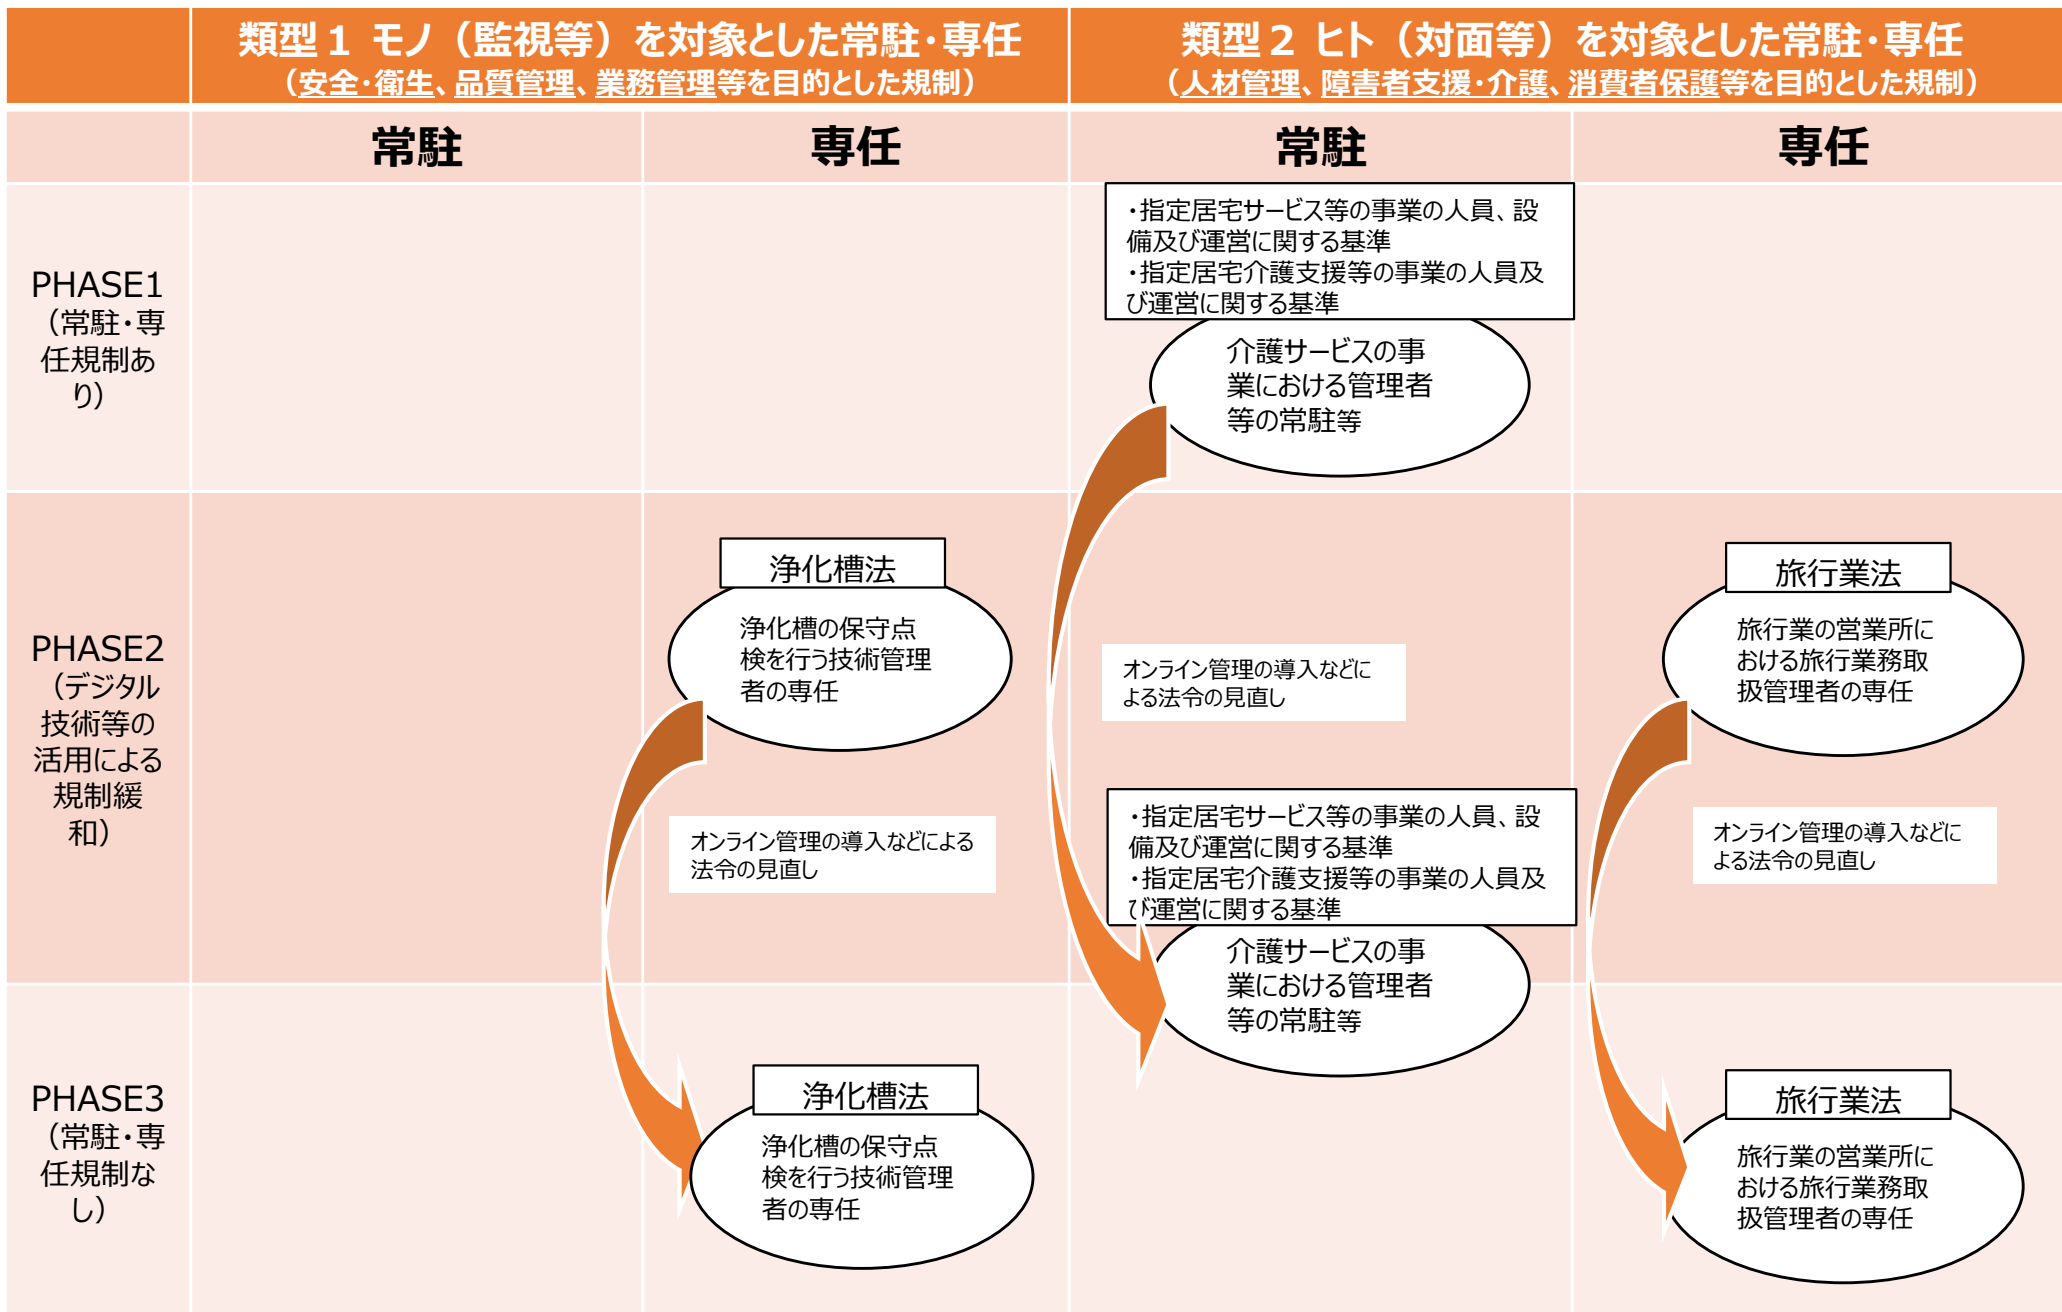 類型１ モノ（監視等）を対象とした常駐・専任
（安全・衛生、品質管理、業務管理等を目的とした規制）
類型２ ヒト（対面等）を対象とした常駐・専任
（人材管理、障害者支援・介護、消費者保護等を目的とした規制）
常駐
専任
常駐
専任
PHASE1
（常駐・専
任規制あ
り）
・指定居宅サービス等の事業の人員、設
備及び運営に関する基準
・指定居宅介護支援等の事業の人員及
び運営に関する基準
介護サービスの事
業における管理者
等の常駐等
PHASE2
（デジタル
技術等の
活用による
規制緩
和）
浄化槽法
浄化槽の保守点
検を行う技術管理
者の専任
オンライン管理の導入などによる
法令の見直し
オンライン管理の導入などに
よる法令の見直し
・指定居宅サービス等の事業の人員、設
備及び運営に関する基準
・指定居宅介護支援等の事業の人員及
び運営に関する基準
介護サービスの事
業における管理者
等の常駐等
旅行業法
旅行業の営業所に
おける旅行業務取
扱管理者の専任
オンライン管理の導入などに
よる法令の見直し
PHASE3
（常駐・専
任規制な
し）
浄化槽法
浄化槽の保守点
検を行う技術管理
者の専任
旅行業法
旅行業の営業所に
おける旅行業務取
扱管理者の専任